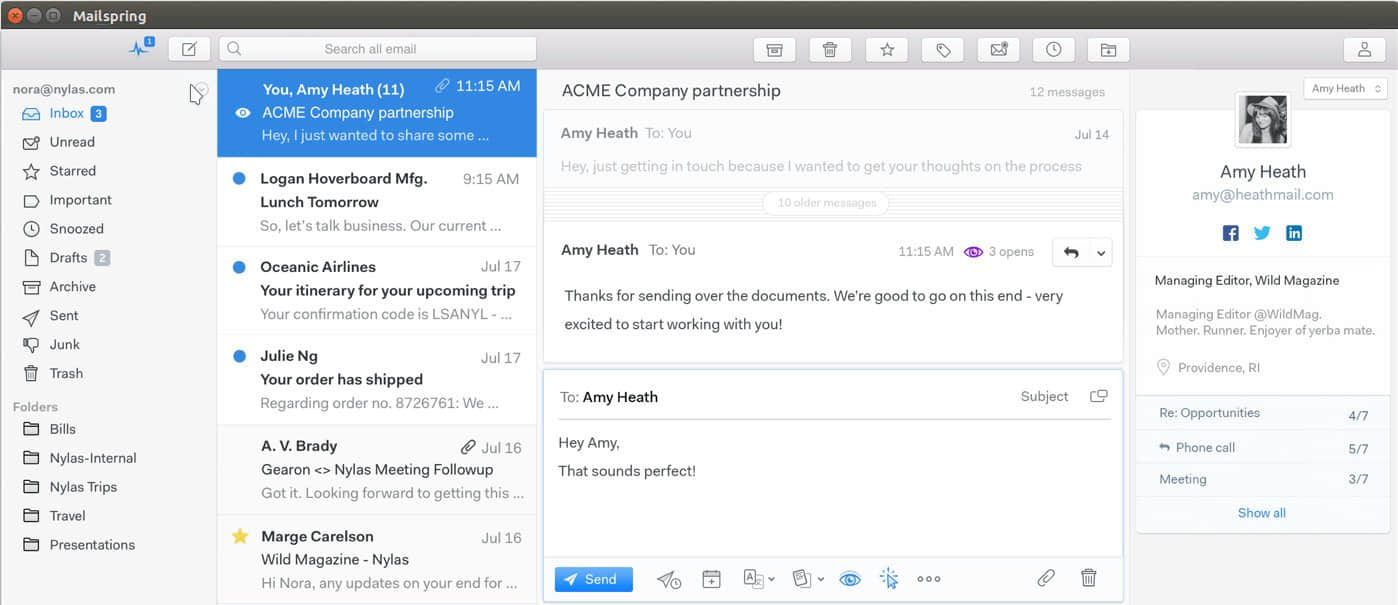 Mailspring
1
Search all email
nora@nylas.com
Inbox 3
Unread
Starred
Important
Snoozed
Drafts 2
Archive
Sent
Junk
Trash
Folders
Bills
Nylas-Internal
Nylas Trips
Travel
Presentations
You, Amy Heath (11) 11:15 AM
ACME Company partnership
Hey, I just wanted to share some ...
Logan Hoverboard Mfg. 9:15 AM
Lunch Tomorrow
So, let's talk business. Our current ...
Oceanic Airlines Jul 17
Your itinerary for your upcoming trip
Your confirmation code is LSANYL - ...
Julie Ng Jul 17
Your order has shipped
Regarding order no. 8726761: We ...
A. V. Brady Jul 16
Gearon <> Nylas Meeting Followup
Got it. Looking forward to getting this ...
Marge Carelson Jul 16
Wild Magazine - Nylas
Hi Nora, any updates on your end for ...
ACME Company partnership 12 messages
Amy Heath To: You Jul 14
Hey, just getting in touch because I wanted to get your thoughts on the process
10 older messages
Amy Heath To: You 11:15 AM 3 opens
Thanks for sending over the documents. We're good to go on this end - very
excited to start working with you!
To: Amy Heath Subject
Hey Amy,
That sounds perfect!
Send
Amy Heath
Amy Heath
amy@heathmail.com
Managing Editor, Wild Magazine
Managing Editor @WildMag.
Mother. Runner. Enjoyer of yerba mate.
Providence, RI
Re: Opportunities 4/7
Phone call 5/7
Meeting 3/7
Show all